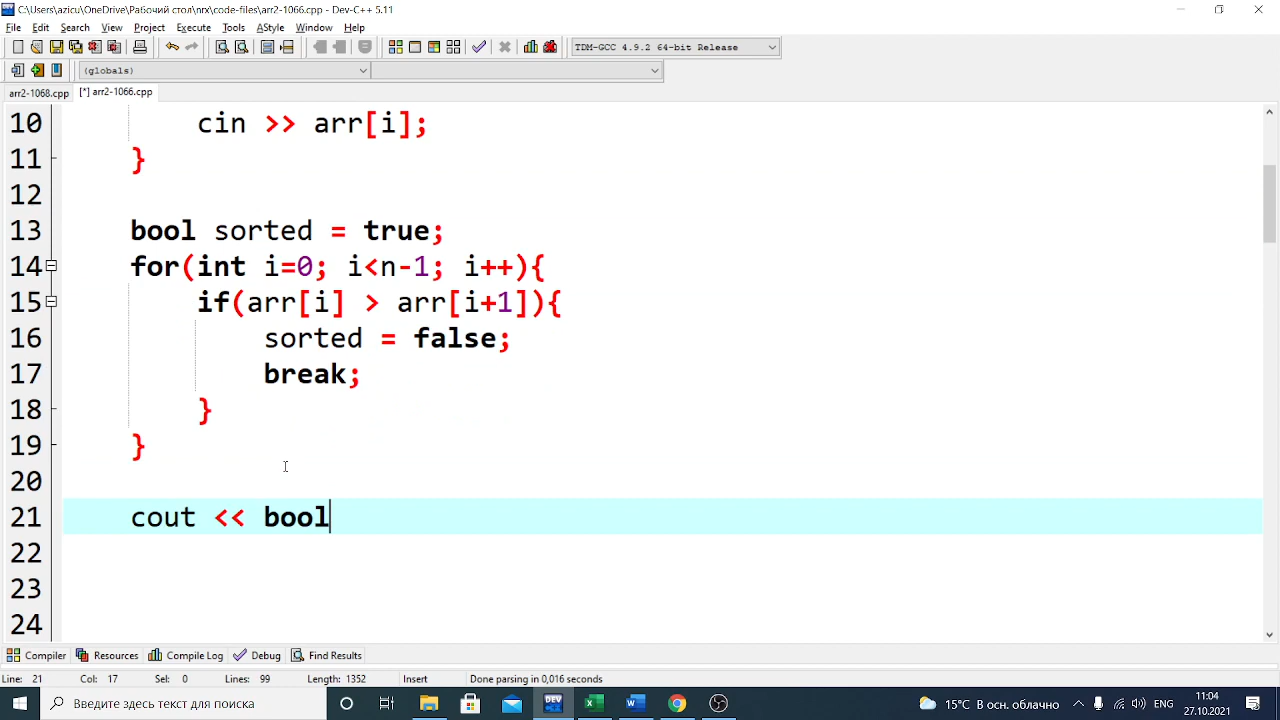 C:\Users\azicu\OneDrive\Рабочий стол\nrx\code-files\arr2-1066.cpp - Dev-C++ 5.11
File Edit Search View Project Execute Tools AStyle Window Help
TDM-GCC 4.9.2 64-bit Release
(globals)
arr2-1068.cpp [*] arr2-1066.cpp
10 cin >> arr[i];
11 }
12
13 bool sorted = true;
14 for(int i=0; i<n-1; i++){
15 if(arr[i] > arr[i+1]){
16 sorted = false;
17 break;
18 }
19 }
20
21 cout << bool
22
23
24
Compiler Resources Compile Log Debug Find Results
Line: 21 Col: 17 Sel: 0 Lines: 99 Length: 1352 Insert Done parsing in 0,016 seconds
Введите здесь текст для поиска
DEV
15°C В осн. облачно
ENG
11:04
27.10.2021